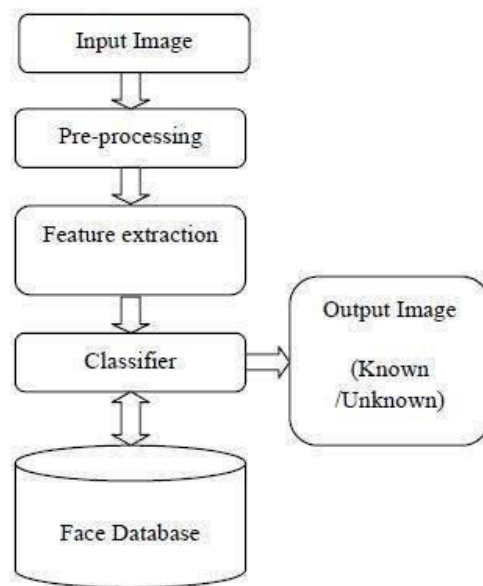 Input Image
Pre-processing
Feature extraction
Classifier
Output Image
(Known
/Unknown)
Face Database